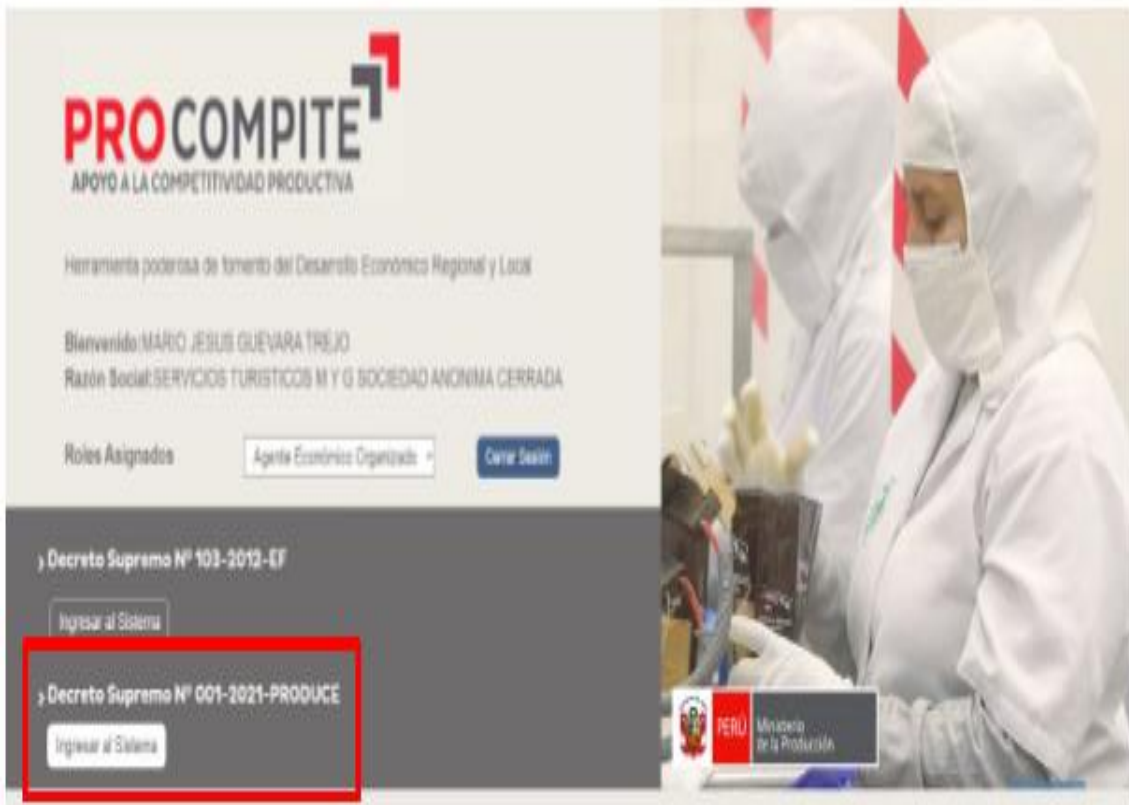 PROCOMPITE
APOYO A LA COMPETITIVIDAD PRODUCTIVA
Herramienta poderosa de fomento del Desarrollo Económico Regional y Local
Bienvenido:MARIO JESUS GUEVARA TREJO
Razón Social:SERVICIOS TURISTICOS M Y G SOCIEDAD ANONIMA CERRADA
Roles Asignados
Agente Económico Organizado
Cerrar Sesión
› Decreto Supremo Nº 103-2012-EF
Ingresar al Sistema
› Decreto Supremo Nº 001-2021-PRODUCE
Ingresar al Sistema
PERÚ
Ministerio
de la Producción